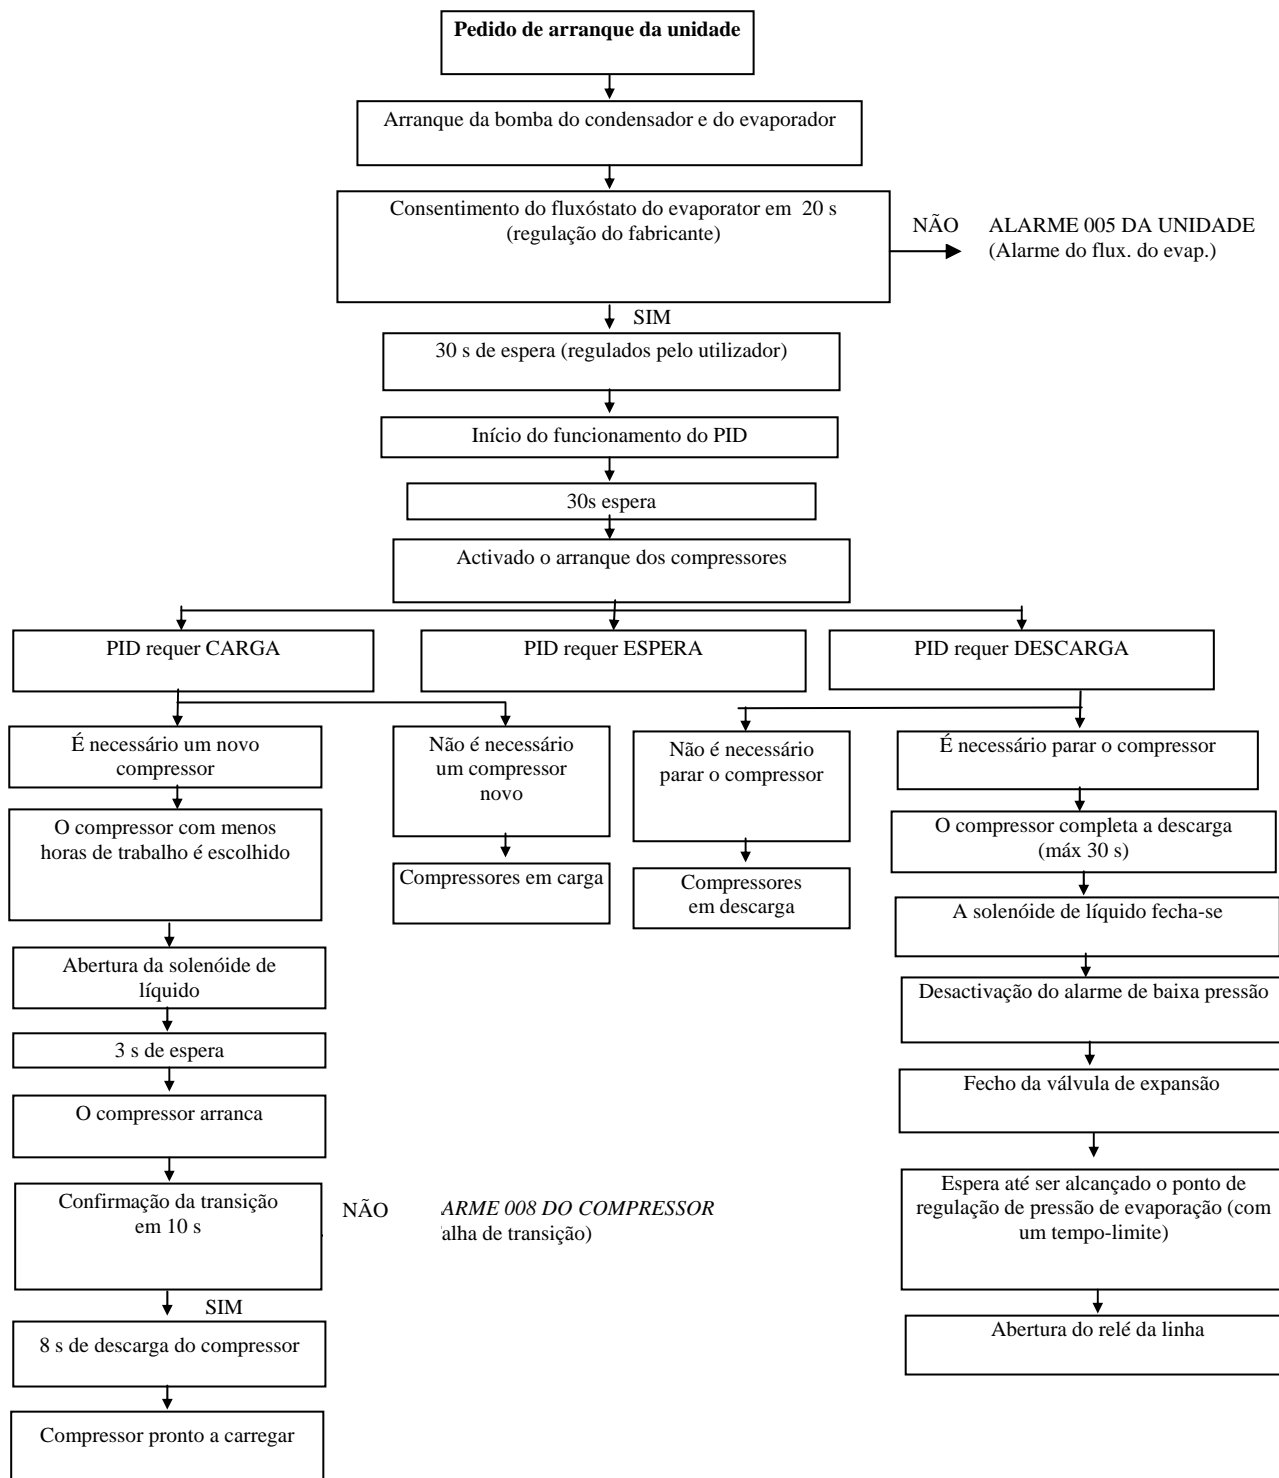 Pedido de arranque da unidade
Arranque da bomba do condensador e do evaporador
Consentimento do fluxóstato do evaporator em 20 s
(regulação do fabricante)
NÃO
ALARME 005 DA UNIDADE
(Alarme do flux. do evap.)
SIM
30 s de espera (regulados pelo utilizador)
Início do funcionamento do PID
30s espera
Activado o arranque dos compressores
PID requer CARGA
PID requer ESPERA
PID requer DESCARGA
É necessário um novo
compressor
Não é necessário
um compressor
novo
Não é necessário
parar o compressor
É necessário parar o compressor
O compressor com menos
horas de trabalho é escolhido
Compressores em carga
Compressores
em descarga
O compressor completa a descarga
(máx 30 s)
A solenóide de líquido fecha-se
Abertura da solenóide de
líquido
Desactivação do alarme de baixa pressão
3 s de espera
Fecho da válvula de expansão
O compressor arranca
Confirmação da transição
em 10 s
NÃO
ARME 008 DO COMPRESSOR
alha de transição)
Espera até ser alcançado o ponto de
regulação de pressão de evaporação (com
um tempo-limite)
SIM
8 s de descarga do compressor
Abertura do relé da linha
Compressor pronto a carregar